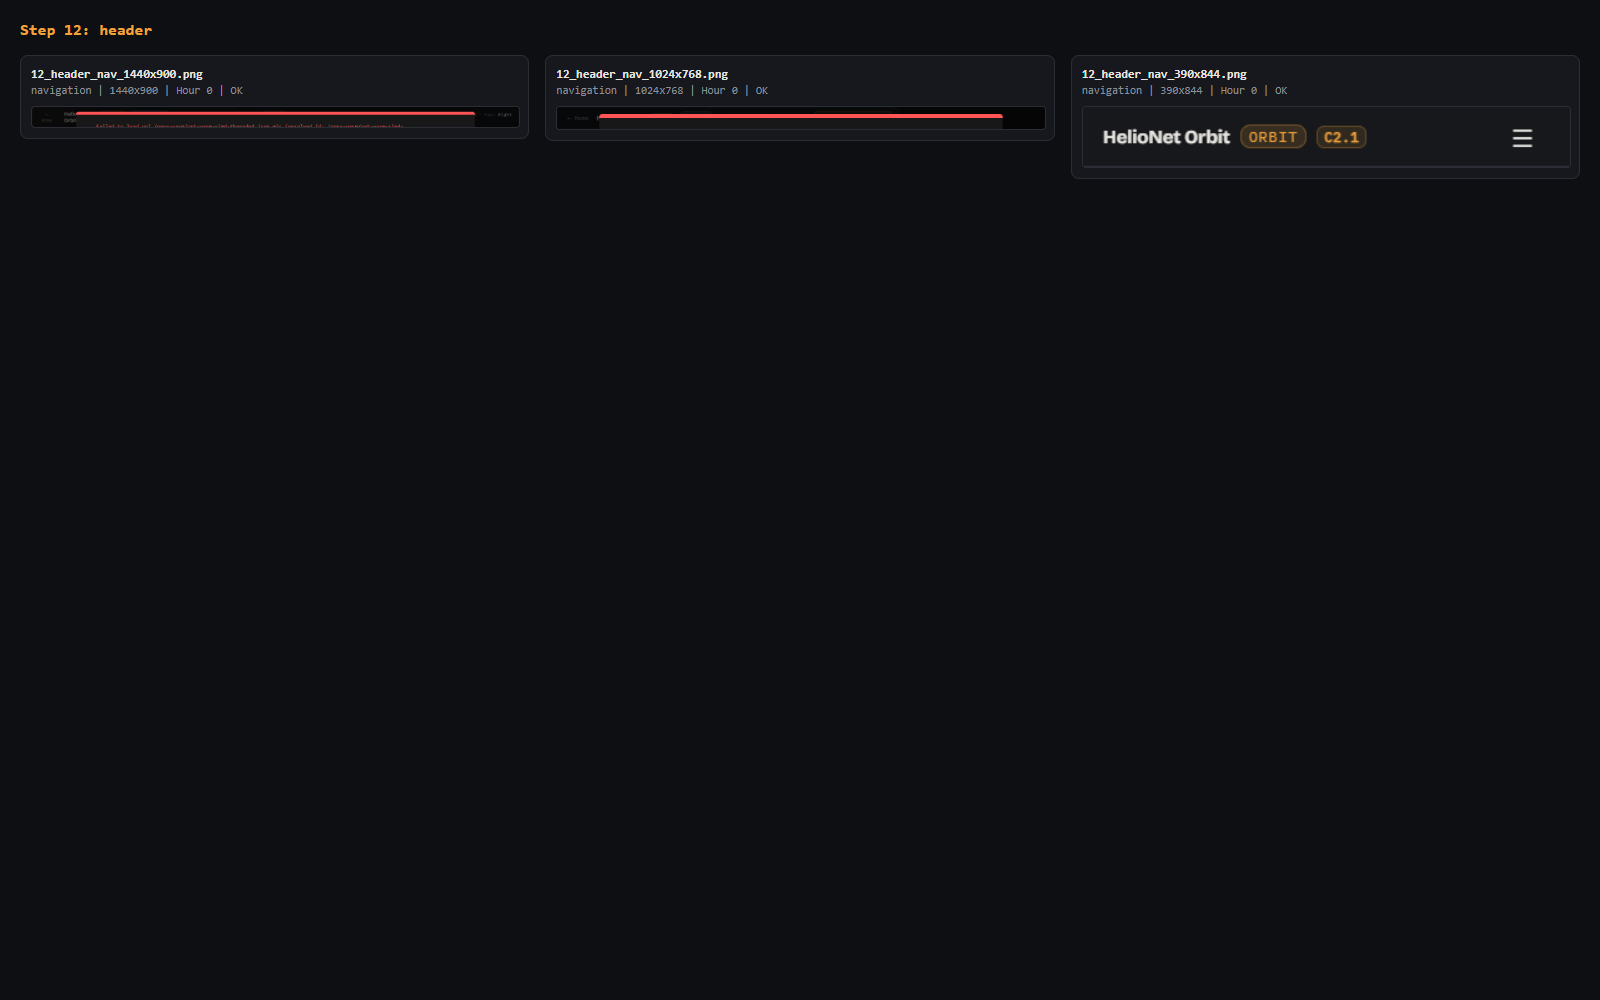 Step 12: header
12_header_nav_1440x900.png
navigation | 1440x900 | Hour 0 | OK
12_header_nav_1024x768.png
navigation | 1024x768 | Hour 0 | OK
← Home
12_header_nav_390x844.png
navigation | 390x844 | Hour 0 | OK
HelioNet Orbit ORBIT C2.1